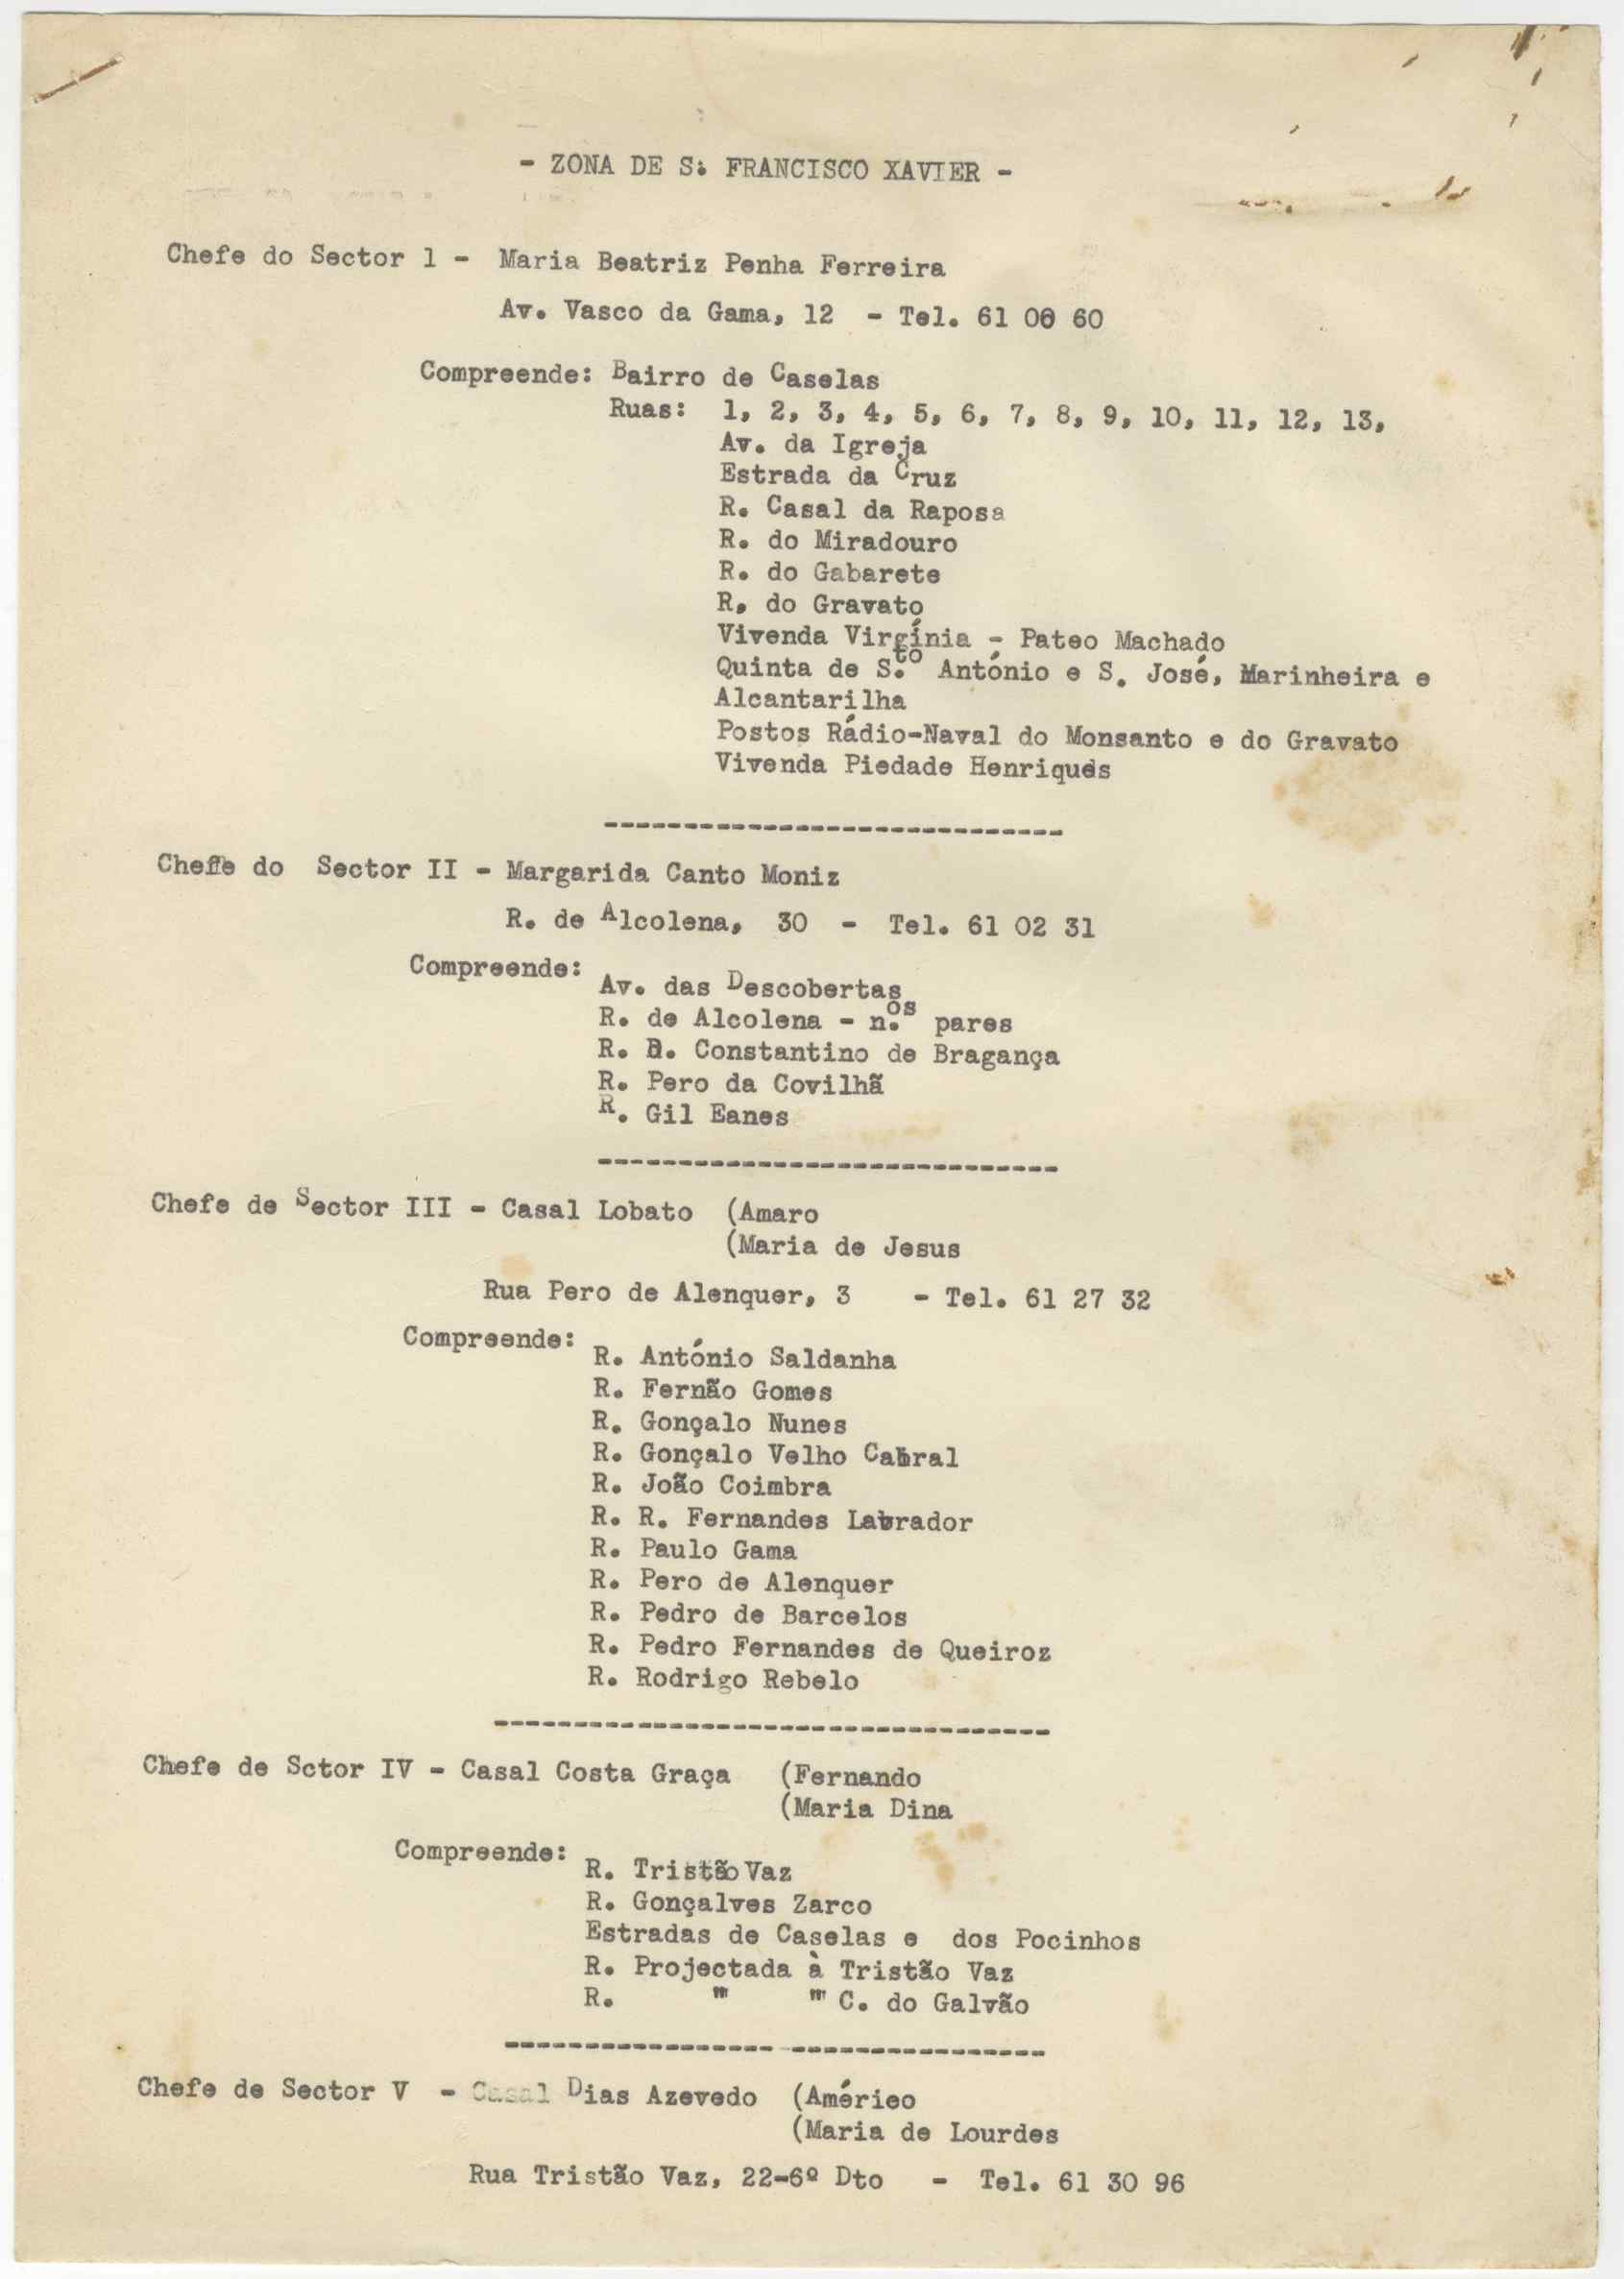 - ZONA DE S. FRANCISCO XAVIER -
Chefe do Sector 1 - Maria Beatriz Penha Ferreira
Av. Vasco da Gama, 12 - Tel. 61 00 60
Compreende: Bairro de Caselas
Ruas: 1, 2, 3, 4, 5, 6, 7, 8, 9, 10, 11, 12, 13,
Av. da Igreja
Estrada da Cruz
R. Casal da Raposa
R. do Miradouro
R. do Gabarete
R. do Gravato
Vivenda Virgínia - Pateo Machado
Quinta de S.to António e S. José, Marinheira e
Alcantarilha
Postos Rádio-Naval do Monsanto e do Gravato
Vivenda Piedade Henriques
------------------------------
Cheffe do Sector II - Margarida Canto Moniz
R. de Alcolena, 30 - Tel. 61 02 31
Compreende:
Av. das Descobertas
R. de Alcolena - n.os pares
R. D. Constantino de Bragança
R. Pero da Covilhã
R. Gil Eanes
------------------------------
Chefe de Sector III - Casal Lobato (Amaro
(Maria de Jesus
Rua Pero de Alenquer, 3 - Tel. 61 27 32
Compreende:
R. António Saldanha
R. Fernão Gomes
R. Gonçalo Nunes
R. Gonçalo Velho Cabral
R. João Coimbra
R. R. Fernandes Labrador
R. Paulo Gama
R. Pero de Alenquer
R. Pedro de Barcelos
R. Pedro Fernandes de Queiroz
R. Rodrigo Rebelo
------------------------------------
Chefe de Sctor IV - Casal Costa Graça (Fernando
(Maria Dina
Compreende:
R. Tristão Vaz
R. Gonçalves Zarco
Estradas de Caselas e dos Pocinhos
R. Projectada à Tristão Vaz
R. " " C. do Galvão
-----------------------------------
Chefe de Sector V - Casal Dias Azevedo (Amérieo
(Maria de Lourdes
Rua Tristão Vaz, 22-6º Dto - Tel. 61 30 96